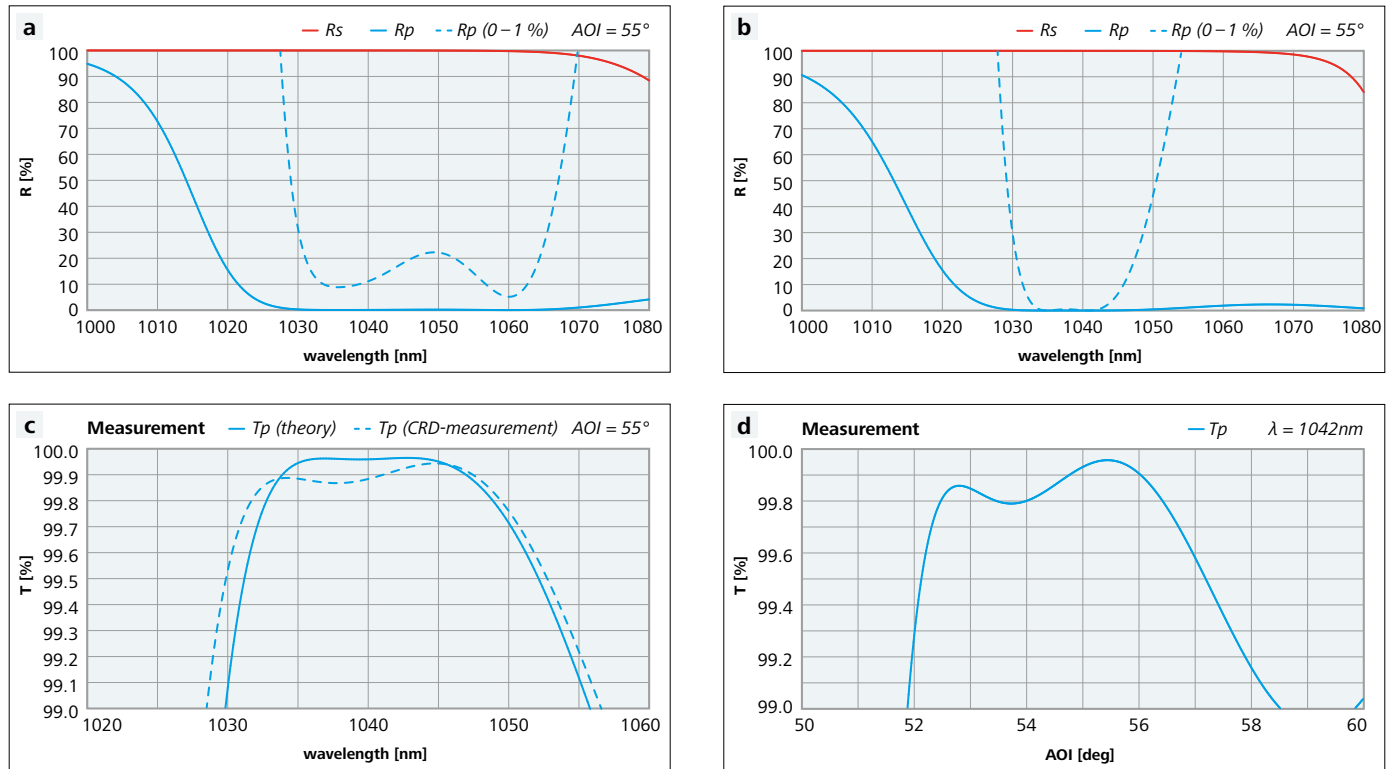 a
Rs Rp Rp (0 – 1 %) AOI = 55°
100
90
80
70
60
50
40
30
20
10
0
R [%]
1000 1010 1020 1030 1040 1050 1060 1070 1080
wavelength [nm]
b
Rs Rp Rp (0 – 1 %) AOI = 55°
100
90
80
70
60
50
40
30
20
10
0
R [%]
1000 1010 1020 1030 1040 1050 1060 1070 1080
wavelength [nm]
c Measurement Tp (theory) Tp (CRD-measurement) AOI = 55°
100.0
99.9
99.8
99.7
99.6
99.5
99.4
99.3
99.2
99.1
99.0
T [%]
1020 1030 1040 1050 1060
wavelength [nm]
d Measurement Tp λ = 1042nm
100.0
99.8
99.6
99.4
99.2
99.0
T [%]
50 52 54 56 58 60
AOI [deg]